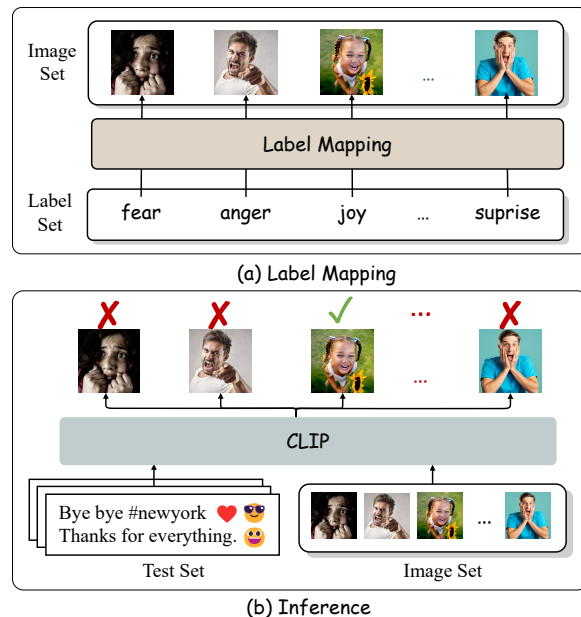 Image
Set
...
Label Mapping
Label
Set
fear anger joy ... suprise
(a) Label Mapping
...
...
CLIP
Bye bye #newyork ❤️ 😎
Thanks for everything. 😀
...
Test Set Image Set
(b) Inference